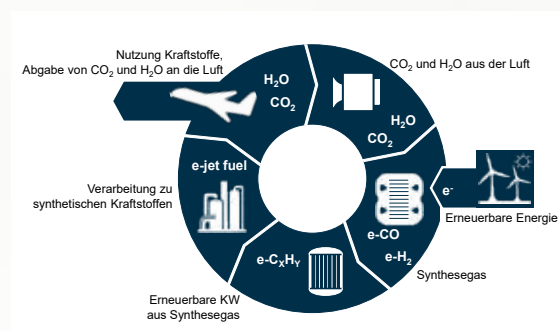 Nutzung Kraftstoffe,
Abgabe von CO₂ und H₂O an die Luft
H₂O
CO₂
CO₂ und H₂O aus der Luft
H₂O
CO₂
e-jet fuel
Verarbeitung zu
synthetischen Kraftstoffen
e⁻
Erneuerbare Energie
e-CO
e-H₂
Synthesegas
e-CₓHᵧ
Erneuerbare KW
aus Synthesegas